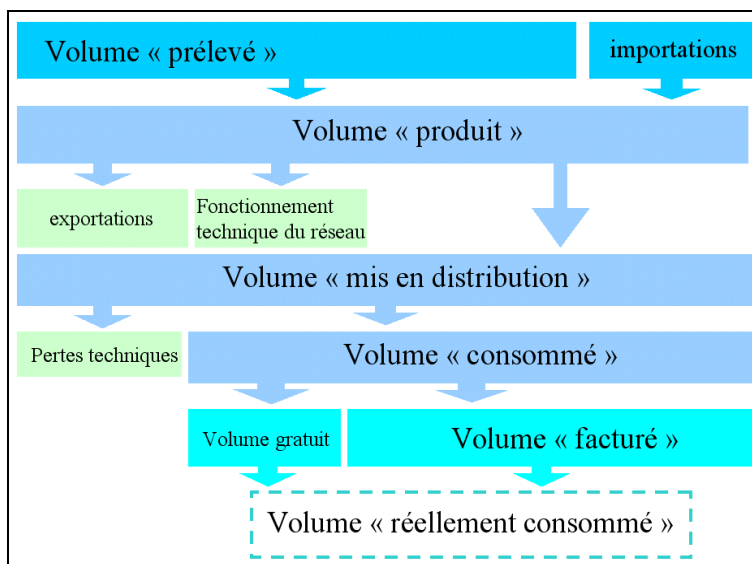 Volume « prélevé »
importations
Volume « produit »
exportations
Fonctionnement
technique du réseau
Volume « mis en distribution »
Pertes techniques
Volume « consommé »
Volume gratuit
Volume « facturé »
Volume « réellement consommé »